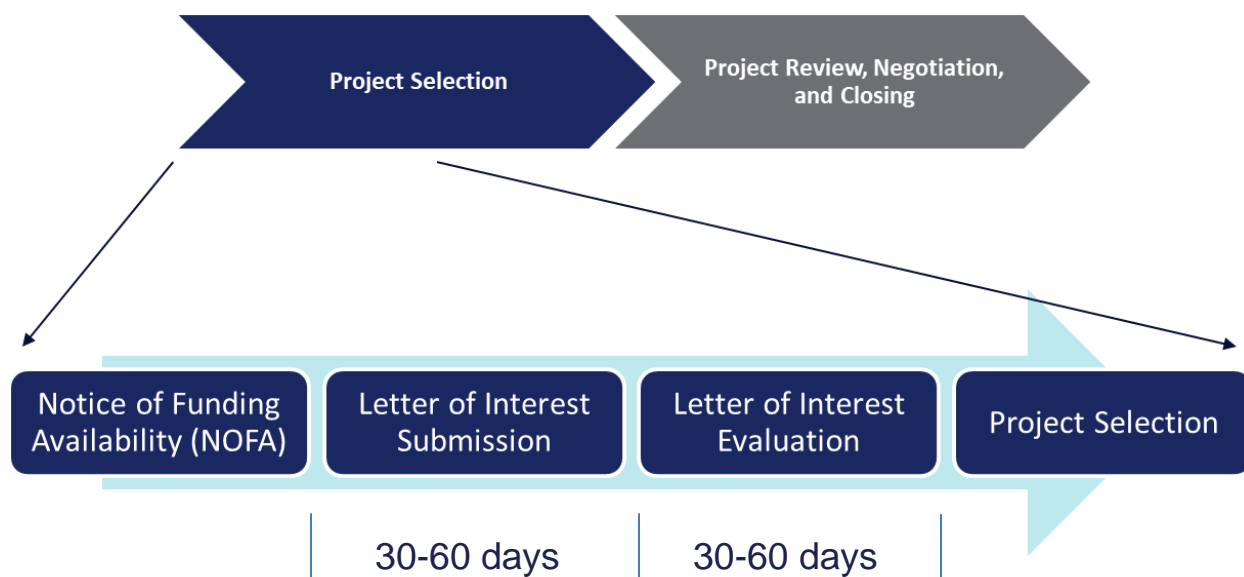 Project Selection
Project Review, Negotiation,
and Closing
Notice of Funding
Availability (NOFA)
Letter of Interest
Submission
Letter of Interest
Evaluation
Project Selection
30-60 days
30-60 days